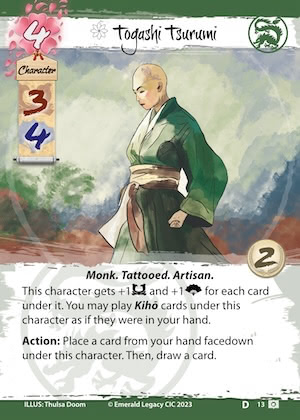 4
Togashi Tsurumi
Character
3
4
2
Monk. Tattooed. Artisan.
This character gets +1 and +1 for each card
under it. You may play Kihō cards under this
character as if they were in your hand.
Action: Place a card from your hand facedown
under this character. Then, draw a card.
ILLUS: Thulsa Doom © Emerald Legacy CIC 2023 D 13